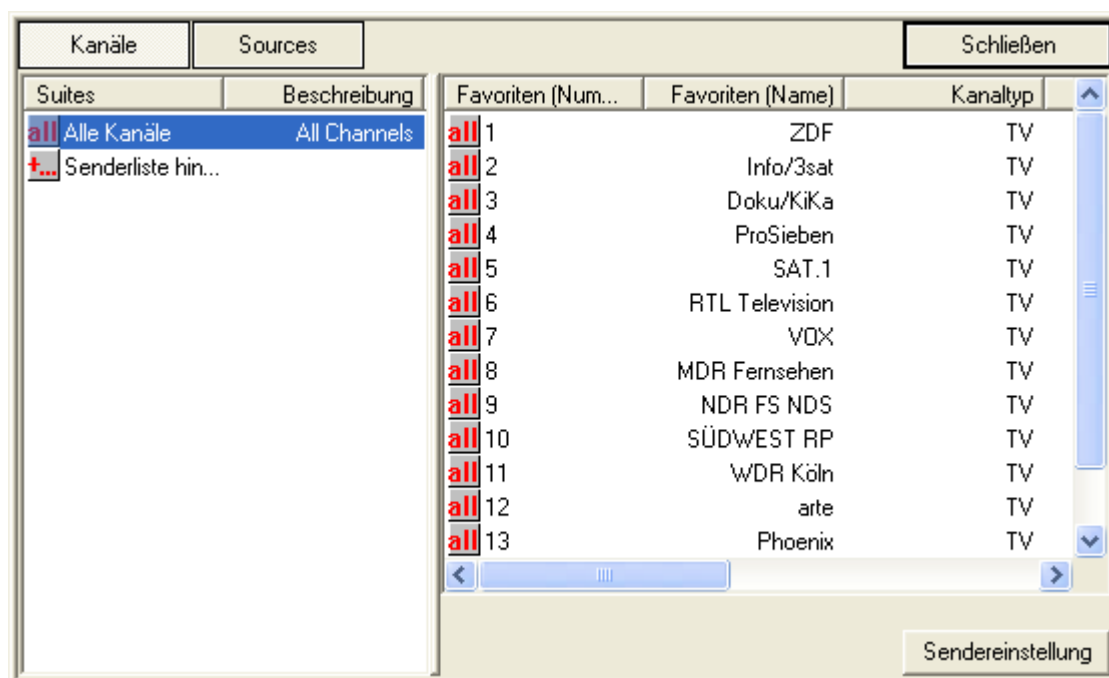 Kanäle Sources Schließen
Suites Beschreibung Favoriten (Num... Favoriten (Name) Kanaltyp
all Alle Kanäle All Channels
+... Senderliste hin...
all 1 ZDF TV
all 2 Info/3sat TV
all 3 Doku/KiKa TV
all 4 ProSieben TV
all 5 SAT.1 TV
all 6 RTL Television TV
all 7 VOX TV
all 8 MDR Fernsehen TV
all 9 NDR FS NDS TV
all 10 SÜDWEST RP TV
all 11 WDR Köln TV
all 12 arte TV
all 13 Phoenix TV
Sendereinstellung